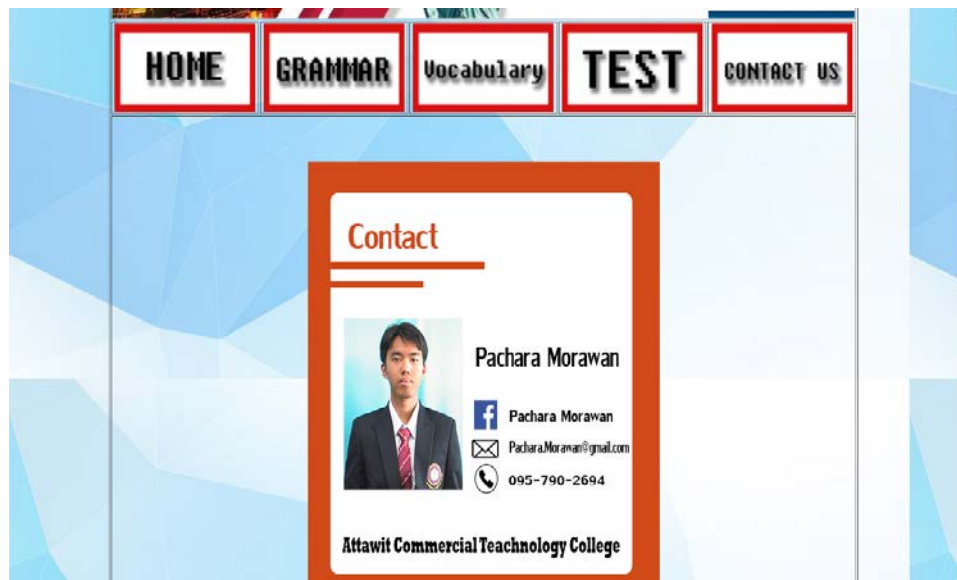 HOME GRAMMAR Vocabulary TEST CONTACT US
Contact
Pachara Morawan
Pachara Morawan
Pachara.Morawan@gmail.com
095-790-2694
Attawit Commercial Teachnology College